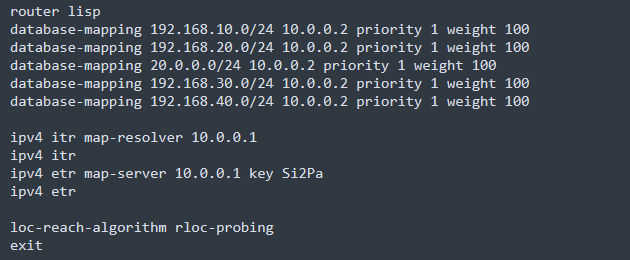 router lisp
database-mapping 192.168.10.0/24 10.0.0.2 priority 1 weight 100
database-mapping 192.168.20.0/24 10.0.0.2 priority 1 weight 100
database-mapping 20.0.0.0/24 10.0.0.2 priority 1 weight 100
database-mapping 192.168.30.0/24 10.0.0.2 priority 1 weight 100
database-mapping 192.168.40.0/24 10.0.0.2 priority 1 weight 100
ipv4 itr map-resolver 10.0.0.1
ipv4 itr
ipv4 etr map-server 10.0.0.1 key Si2Pa
ipv4 etr
loc-reach-algorithm rloc-probing
exit